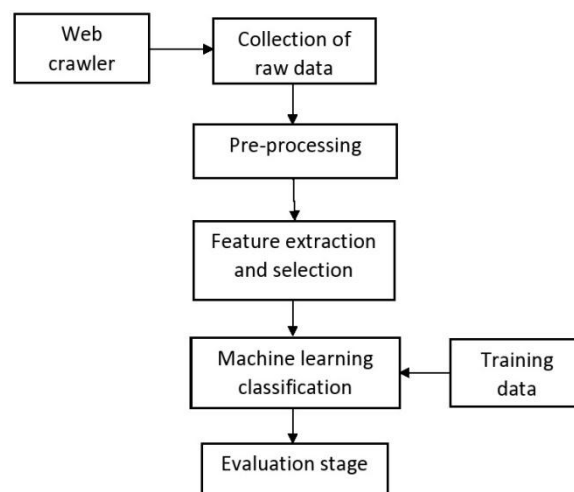 Web
crawler
Collection of
raw data
Pre-processing
Feature extraction
and selection
Machine learning
classification
Training
data
Evaluation stage